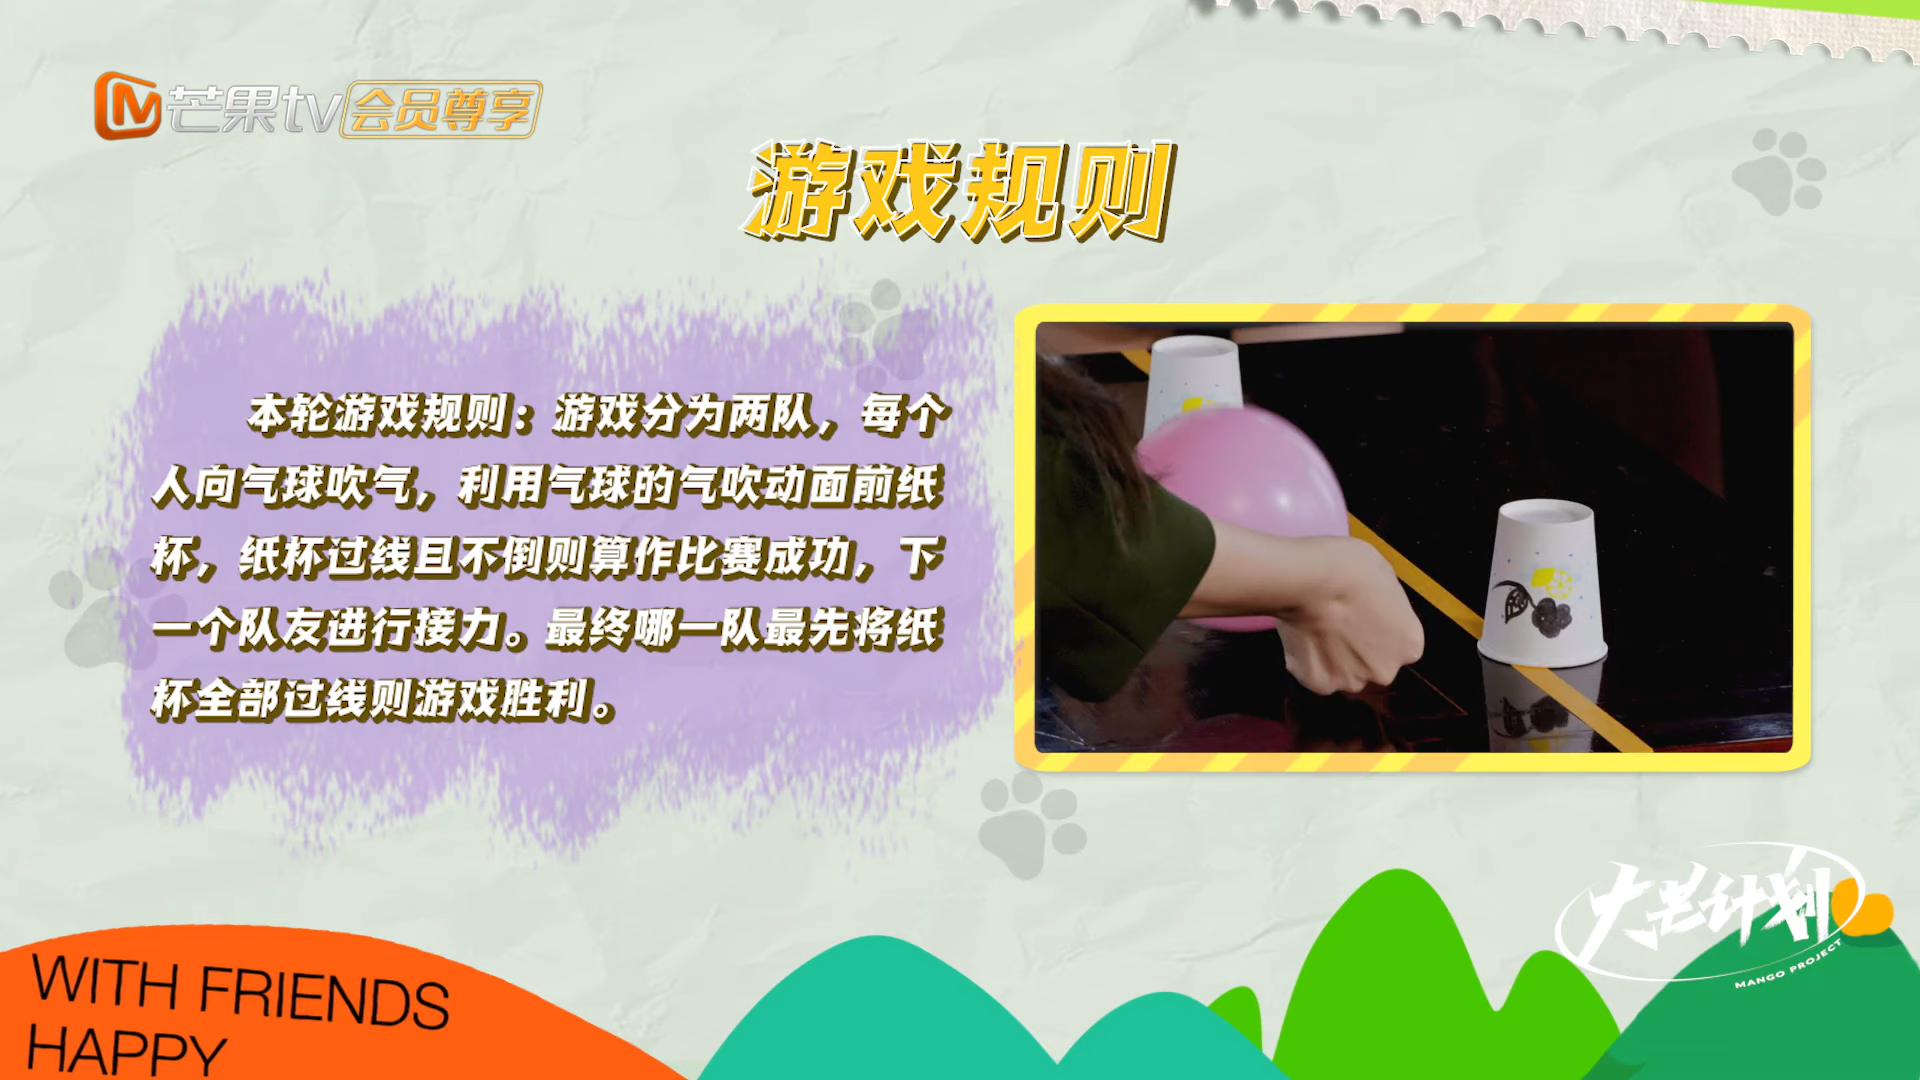 芒果tv会员尊享
游戏规则
本轮游戏规则：游戏分为两队，每个
人向气球吹气，利用气球的气吹动面前纸
杯，纸杯过线且不倒则算作比赛成功，下
一个队友进行接力。最终哪一队最先将纸
杯全部过线则游戏胜利。
大芒计划
MANGO PROJECT
WITH FRIENDS
HAPPY